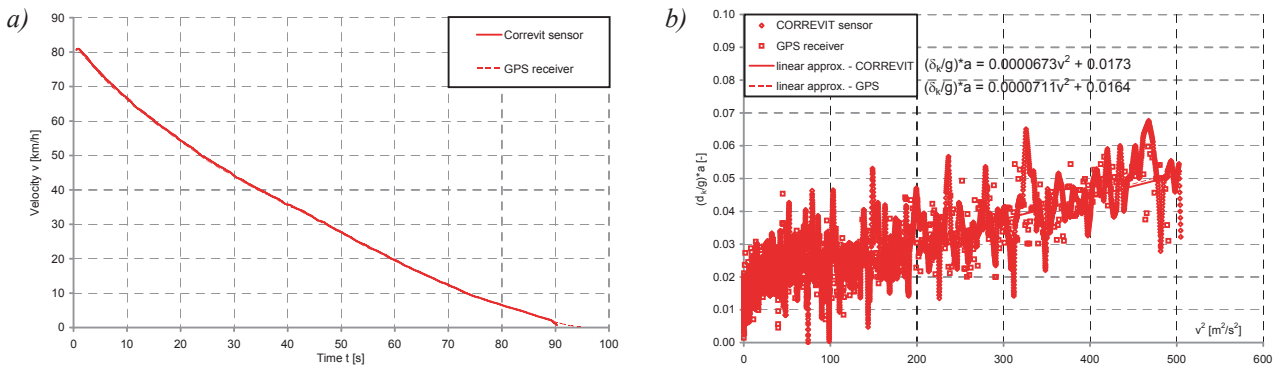 a)
90
80
70
60
50
40
30
20
10
0
Velocity v [km/h]
0 10 20 30 40 50 60 70 80 90 100
Time t [s]
Correvit sensor
GPS receiver
b)
0.10
0.09
0.08
0.07
0.06
0.05
0.04
0.03
0.02
0.01
0.00
(d_k/g)*a [-]
CORREVIT sensor
GPS receiver
linear approx. - CORREVIT
linear approx. - GPS
(δ_k/g)*a = 0.0000673v² + 0.0173
(δ_k/g)*a = 0.0000711v² + 0.0164
v² [m²/s²]
0 100 200 300 400 500 600